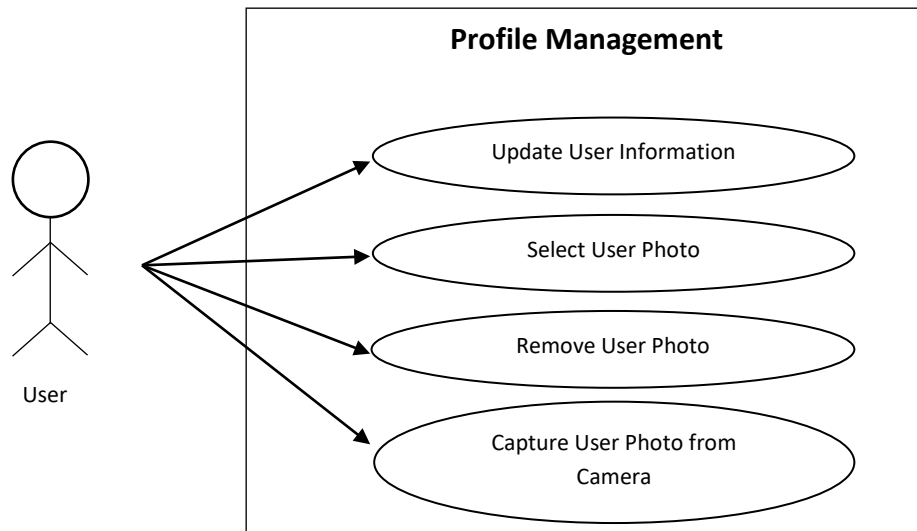 Profile Management
Update User Information
Select User Photo
Remove User Photo
User
Capture User Photo from
Camera